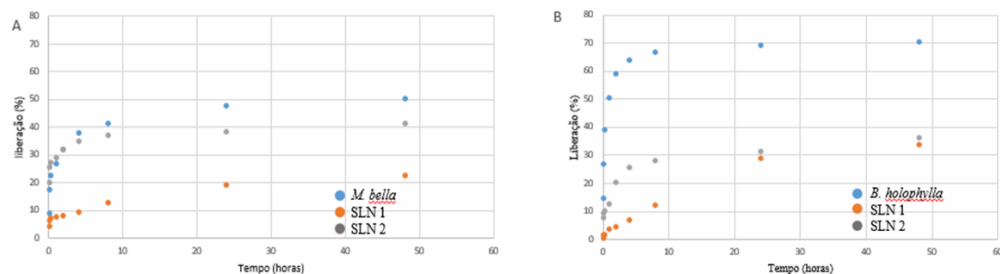 A
80
70
60
50
40
30
20
10
0
liberação (%)
0 10 20 30 40 50 60
Tempo (horas)
M. bella
SLN 1
SLN 2
B
80
70
60
50
40
30
20
10
0
Liberação (%)
0 10 20 30 40 50 60
Tempo (horas)
B. holophylla
SLN 1
SLN 2